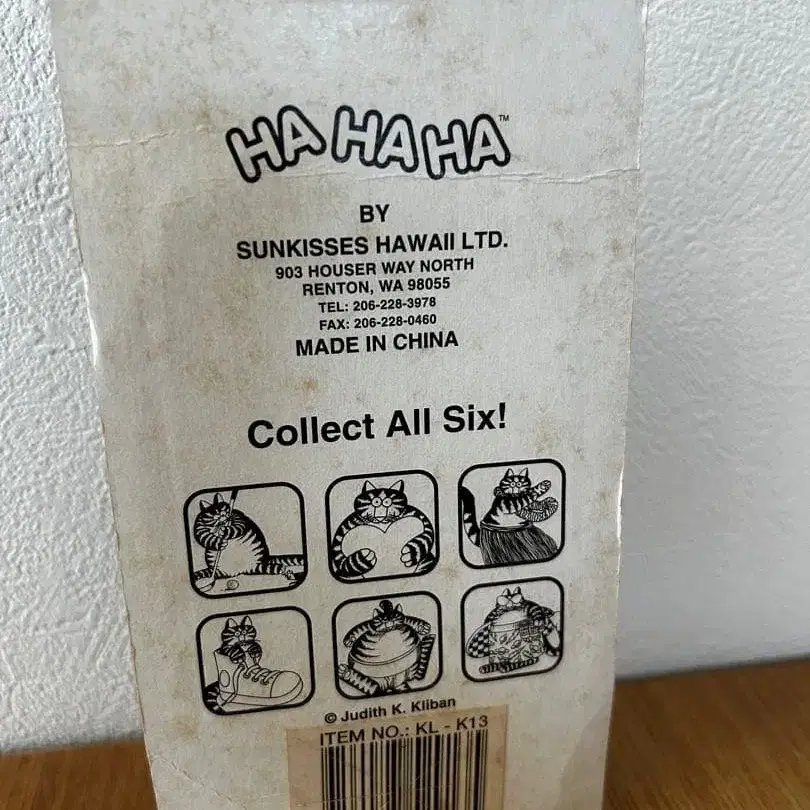 HA HA HA™
BY
SUNKISSES HAWAII LTD.
903 HOUSER WAY NORTH
RENTON, WA 98055
TEL: 206-228-3978
FAX: 206-228-0460
MADE IN CHINA
Collect All Six!
© Judith K. Kliban
ITEM NO.: KL - K13